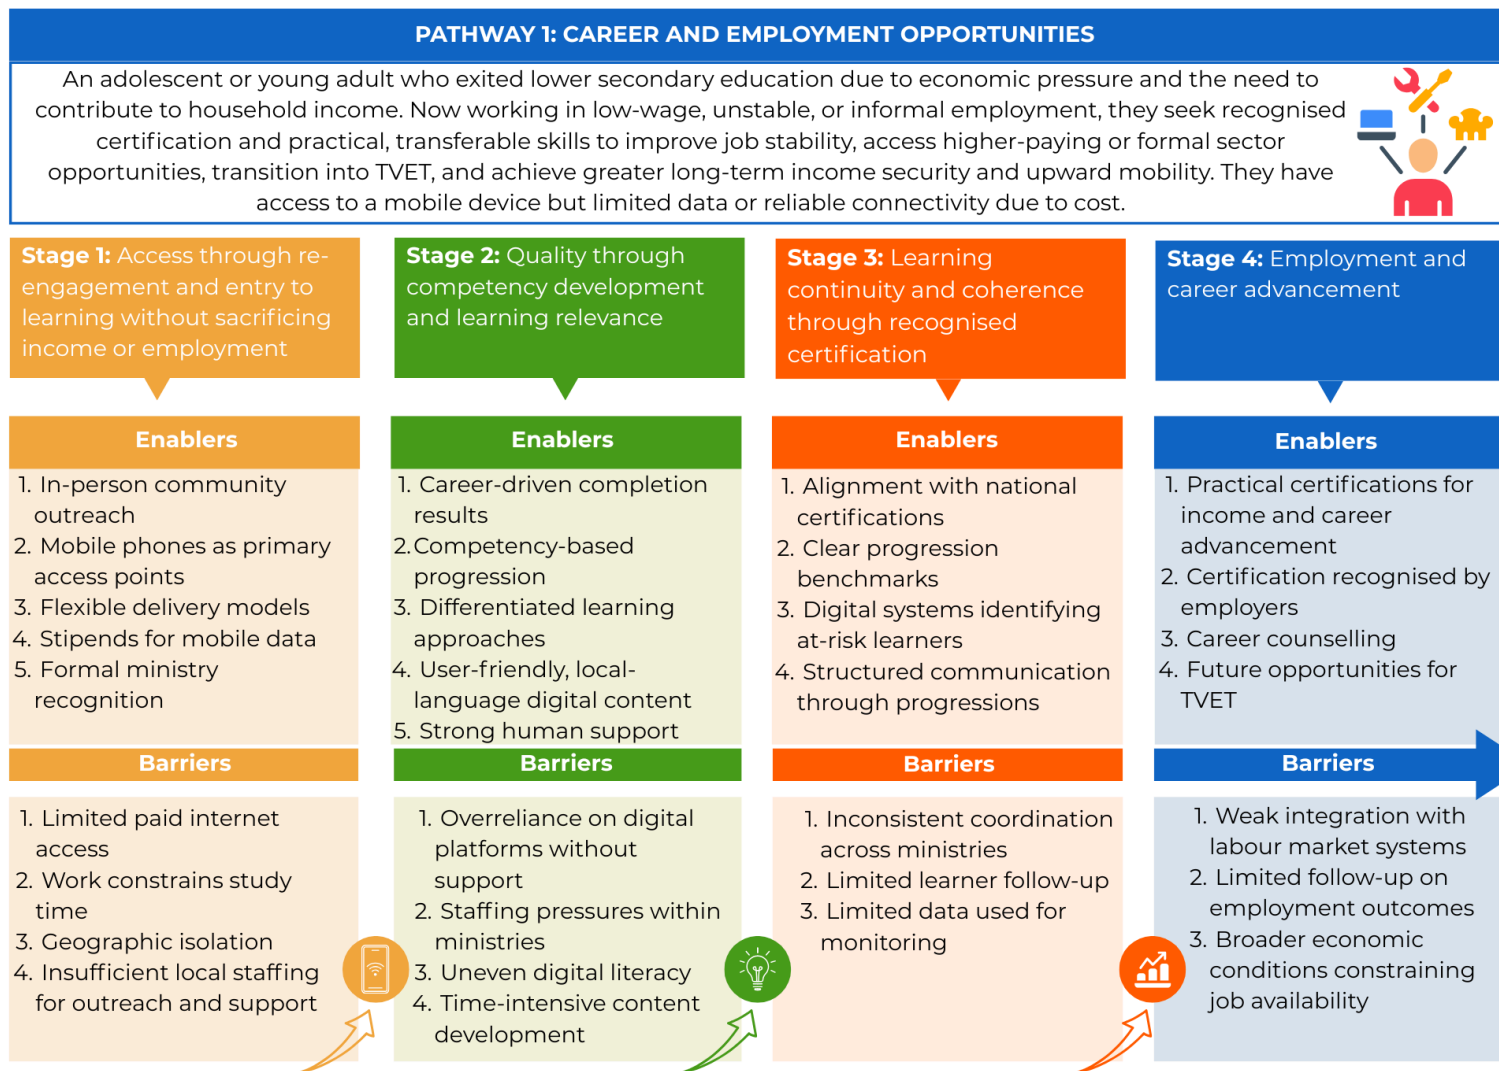 PATHWAY 1: CAREER AND EMPLOYMENT OPPORTUNITIES
An adolescent or young adult who exited lower secondary education due to economic pressure and the need to
contribute to household income. Now working in low-wage, unstable, or informal employment, they seek recognised
certification and practical, transferable skills to improve job stability, access higher-paying or formal sector
opportunities, transition into TVET, and achieve greater long-term income security and upward mobility. They have
access to a mobile device but limited data or reliable connectivity due to cost.
Stage 1: Access through re-
engagement and entry to
learning without sacrificing
income or employment
Enablers
1. In-person community
outreach
2. Mobile phones as primary
access points
3. Flexible delivery models
4. Stipends for mobile data
5. Formal ministry
recognition
Barriers
1. Limited paid internet
access
2. Work constrains study
time
3. Geographic isolation
4. Insufficient local staffing
for outreach and support
Stage 2: Quality through
competency development
and learning relevance
Enablers
1. Career-driven completion
results
2. Competency-based
progression
3. Differentiated learning
approaches
4. User-friendly, local-
language digital content
5. Strong human support
Barriers
1. Overreliance on digital
platforms without
support
2. Staffing pressures within
ministries
3. Uneven digital literacy
4. Time-intensive content
development
Stage 3: Learning
continuity and coherence
through recognised
certification
Enablers
1. Alignment with national
certifications
2. Clear progression
benchmarks
3. Digital systems identifying
at-risk learners
4. Structured communication
through progressions
Barriers
1. Inconsistent coordination
across ministries
2. Limited learner follow-up
3. Limited data used for
monitoring
Stage 4: Employment and
career advancement
Enablers
1. Practical certifications for
income and career
advancement
2. Certification recognised by
employers
3. Career counselling
4. Future opportunities for
TVET
Barriers
1. Weak integration with
labour market systems
2. Limited follow-up on
employment outcomes
3. Broader economic
conditions constraining
job availability